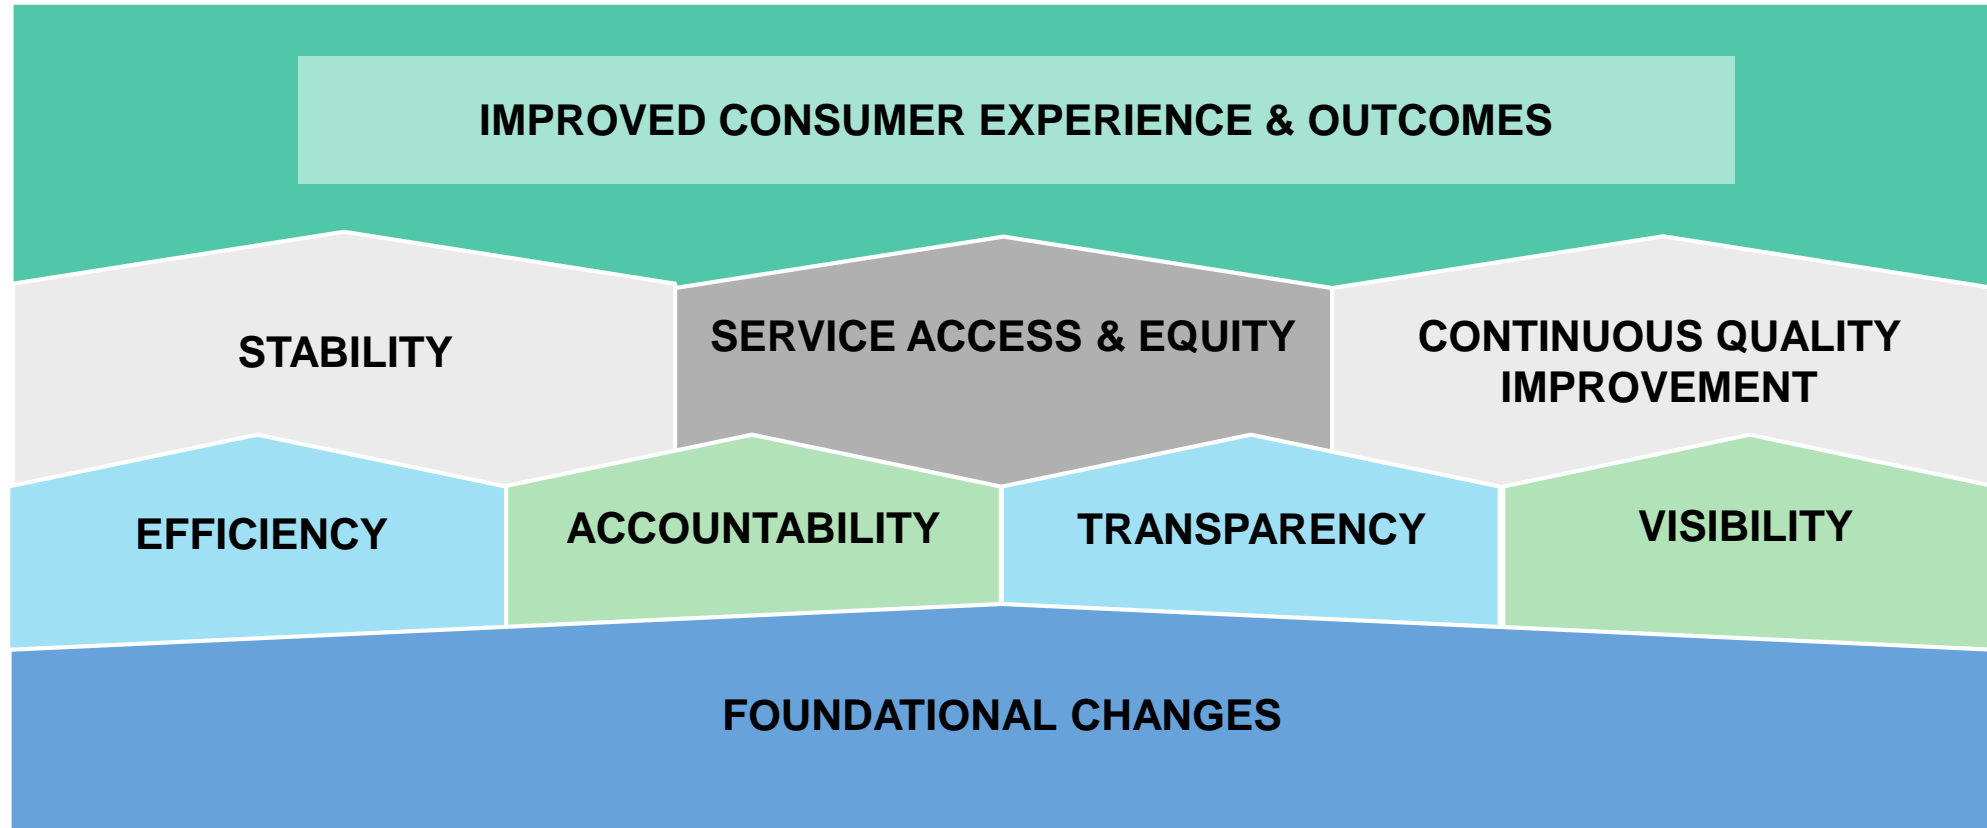 IMPROVED CONSUMER EXPERIENCE & OUTCOMES
STABILITY
SERVICE ACCESS & EQUITY
CONTINUOUS QUALITY
IMPROVEMENT
EFFICIENCY
ACCOUNTABILITY
TRANSPARENCY
VISIBILITY
FOUNDATIONAL CHANGES